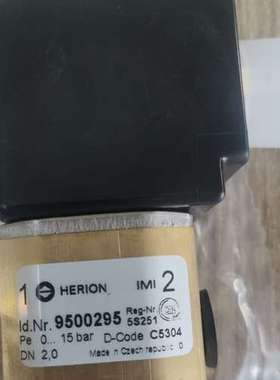 1 HERION IMI 2
Id.Nr. 9500295 Reg-Nr. 5S251
Pe 0... 15 bar D-Code C5304
DN 2,0 Made in Czech-republic